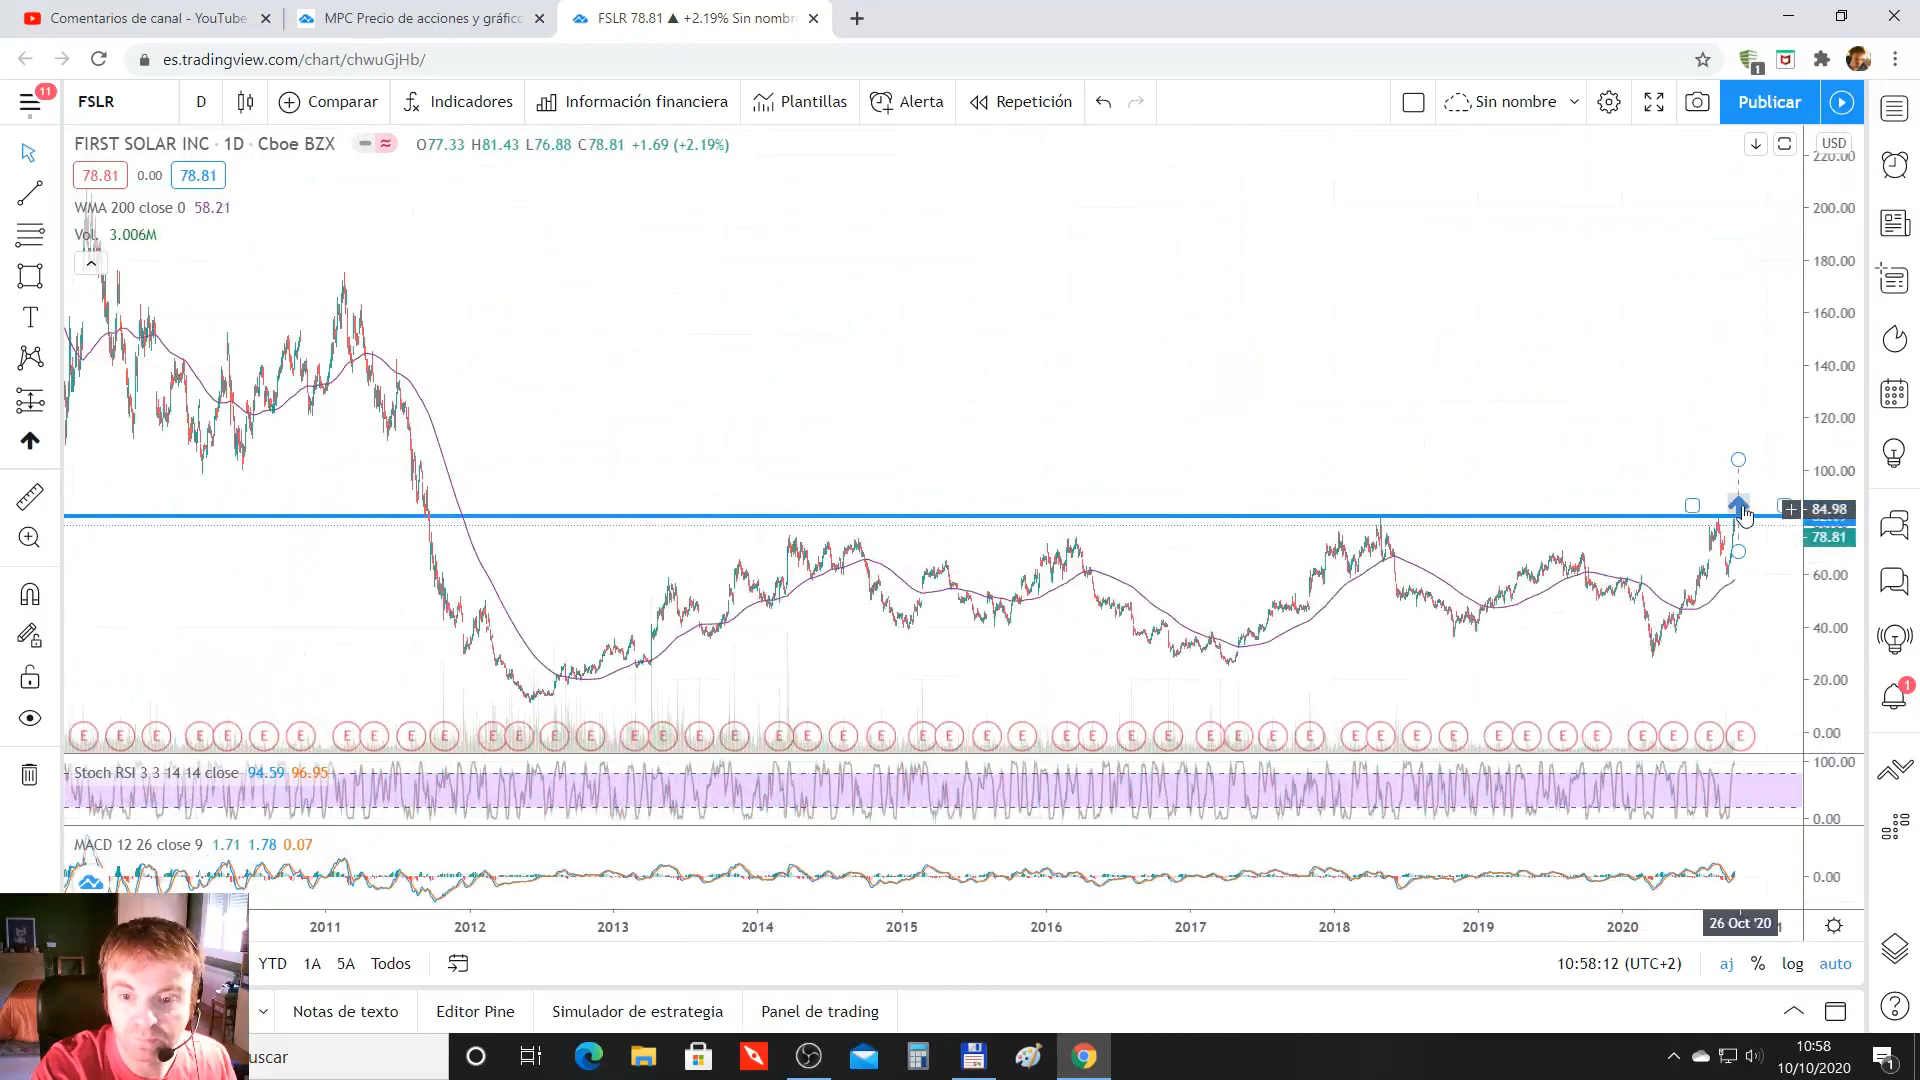 Comentarios de canal - YouTube
MPC Precio de acciones y gráfic
FSLR 78.81 ▲ +2.19% Sin nomb
es.tradingview.com/chart/chwuGjHb/
1
11
FSLR
D
Comparar
Indicadores
Información financiera
Plantillas
Alerta
Repetición
Sin nombre
Publicar
FIRST SOLAR INC · 1D · Cboe BZX
O77.33 H81.43 L76.88 C78.81 +1.69 (+2.19%)
USD
78.81 0.00 78.81
WMA 200 close 0 58.21
Vol. 3.006M
220.00
200.00
180.00
160.00
140.00
120.00
100.00
84.98
78.81
60.00
40.00
20.00
0.00
E E E E E E E E E E E E E E E E E E E E E E E E E E E E E E E E E E E E E E E E E E E E E E
Stoch RSI 3 3 14 14 close 94.59 96.95
100.00
0.00
MACD 12 26 close 9 1.71 1.78 0.07
0.00
2011 2012 2013 2014 2015 2016 2017 2018 2019 2020 26 Oct '20
YTD 1A 5A Todos
10:58:12 (UTC+2)
aj % log auto
Notas de texto
Editor Pine
Simulador de estrategia
Panel de trading
1
uscar
10:58
10/10/2020
1